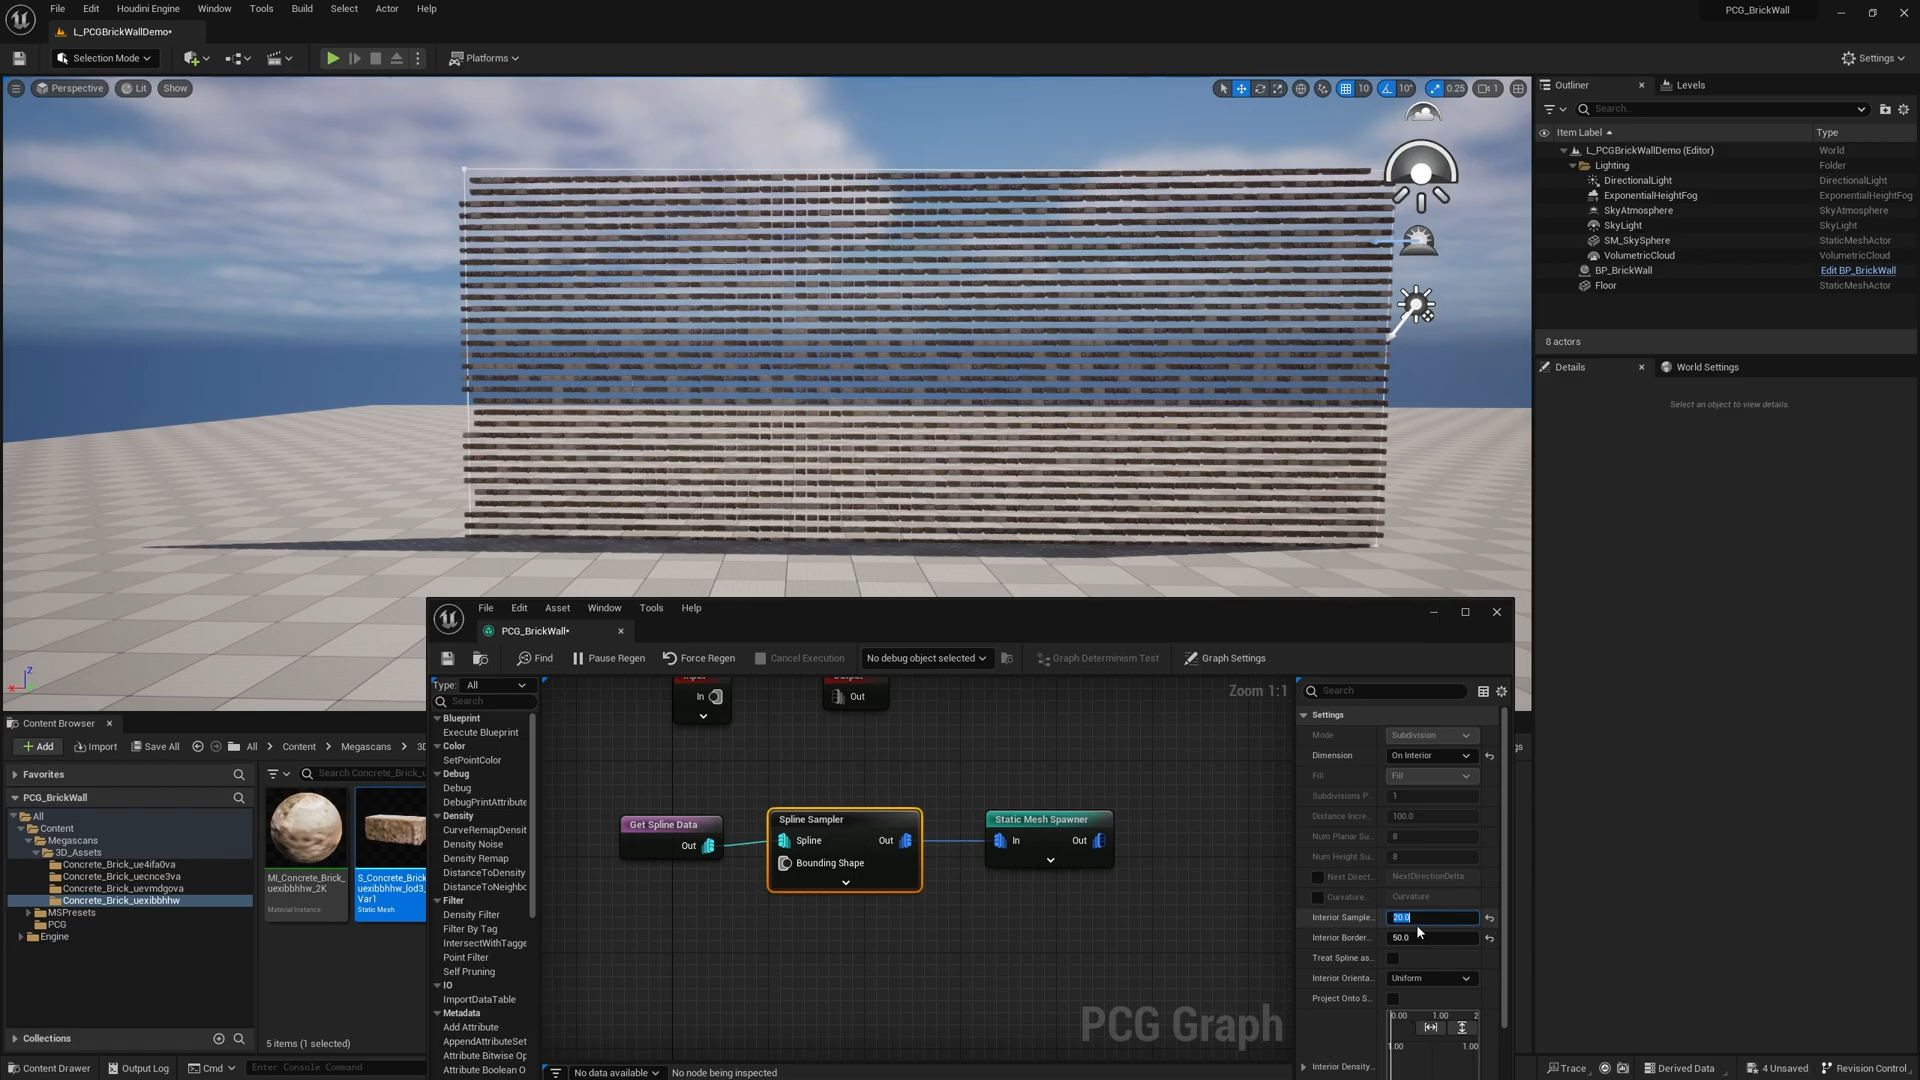 File Edit Window Houdini Engine Tools Build Select Actor Help
PCG_BrickWall
L_PCGBrickWallDemo*
Selection Mode
Platforms
Settings
Perspective Lit Show
10 10° 0.25 1
Outliner Levels
Search...
Item Label Type
L_PCGBrickWallDemo (Editor) World
Lighting Folder
DirectionalLight DirectionalLight
ExponentialHeightFog ExponentialHeightFog
SkyAtmosphere SkyAtmosphere
SkyLight SkyLight
SM_SkySphere StaticMeshActor
VolumetricCloud VolumetricCloud
BP_BrickWall Edit BP_BrickWall
Floor StaticMeshActor
8 actors
Details World Settings
Select an object to view details.
File Edit Asset Window Tools Help
PCG_BrickWall*
Find Pause Regen Force Regen Cancel Execution No debug object selected Graph Determinism Test Graph Settings
Type: All
Search
Blueprint
Execute Blueprint
Color
SetPointColor
Debug
Debug
DebugPrintAttribute
Density
CurveRemapDensit
Density Noise
Density Remap
DistanceToDensity
DistanceToNeighbo
Filter
Density Filter
Filter By Tag
IntersectWithTagge
Point Filter
Self Pruning
IO
ImportDataTable
Metadata
Add Attribute
AppendAttributeSet
Attribute Bitwise Op
Attribute Boolean O
Zoom 1:1
In
Out
Get Spline Data
Out
Spline Sampler
Spline Out
Bounding Shape
Static Mesh Spawner
In Out
PCG Graph
No data available No node being inspected
Search
Settings
Mode Subdivision
Dimension On Interior
Fill Fill
Subdivisions P... 1
Distance Incre... 100.0
Num Planar Su... 8
Num Height Su... 8
Next Direct... NextDirectionDelta
Curvature... Curvature
Interior Sample... 20.0
Interior Border... 50.0
Treat Spline as...
Interior Orienta... Uniform
Project Onto S...
0.00 1.00 2
1.00 1.00
Interior Density...
Content Browser
Add Import Save All All Content Megascans 3D
Favorites
PCG_BrickWall
All
Content
Megascans
3D_Assets
Concrete_Brick_ue4ifa0va
Concrete_Brick_uecnce3va
Concrete_Brick_uevmdgova
Concrete_Brick_uexibbhhw
MSPresets
PCG
Engine
Collections
Search Concrete_Brick_u
MI_Concrete_Brick_
uexibbhhw_2K
Material Instance
S_Concrete_Brick_
uexibbhhw_lod3_
Var1
Static Mesh
5 items (1 selected)
Content Drawer Output Log Cmd Enter Console Command
Trace Derived Data 4 Unsaved Revision Control